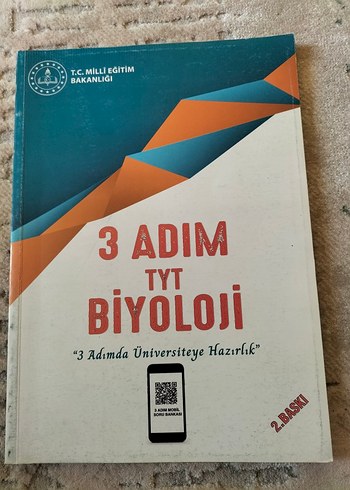 T.C. MİLLİ EĞİTİM
BAKANLIĞI
3 ADIM
TYT
BİYOLOJİ
"3 Adımda Üniversiteye Hazırlık"
3 ADIM MOBİL
SORU BANKASI
2.BASKI